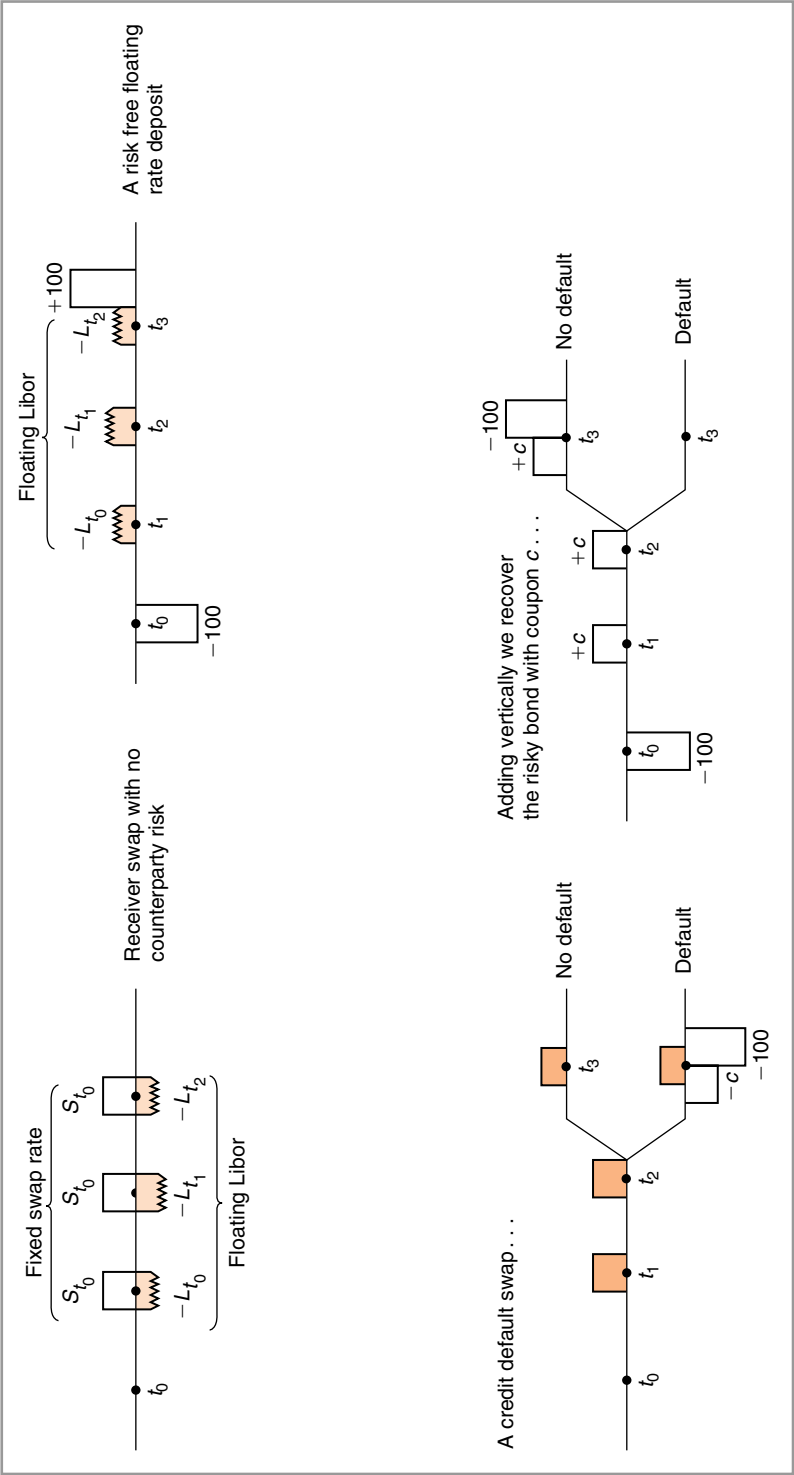 Fixed swap rate
S_{t_0} S_{t_0} S_{t_0}
t_0
−L_{t_0} −L_{t_1} −L_{t_2}
Floating Libor
Receiver swap with no
counterparty risk
Floating Libor
−L_{t_0} −L_{t_1} −L_{t_2} +100
t_0 t_1 t_2 t_3
−100
A risk free floating
rate deposit
A credit default swap. . .
t_0 t_1 t_2 t_3
No default
Default
−c
−100
Adding vertically we recover
the risky bond with coupon c . . .
+c +c +c −100
t_0 t_1 t_2 t_3
−100
No default
t_3
Default